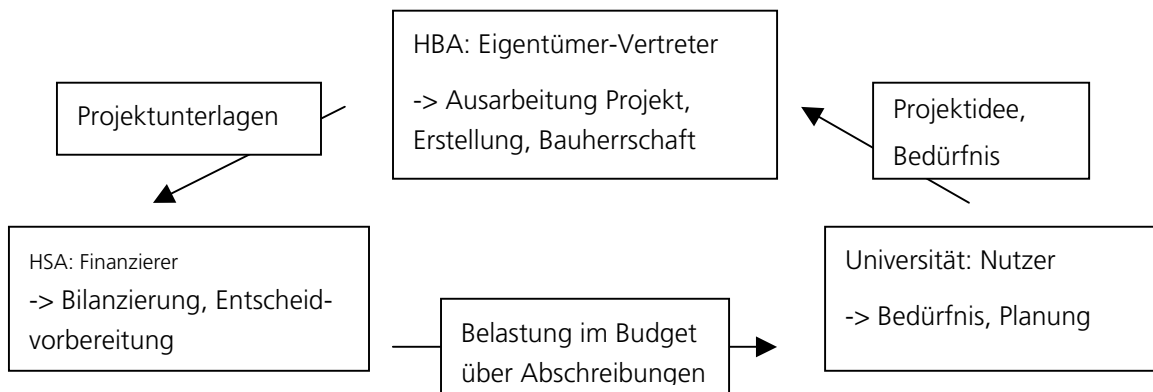 HBA: Eigentümer-Vertreter
-> Ausarbeitung Projekt,
Erstellung, Bauherrschaft
Projektunterlagen
Projektidee,
Bedürfnis
HSA: Finanzierer
-> Bilanzierung, Entscheid-
vorbereitung
Universität: Nutzer
-> Bedürfnis, Planung
Belastung im Budget
über Abschreibungen